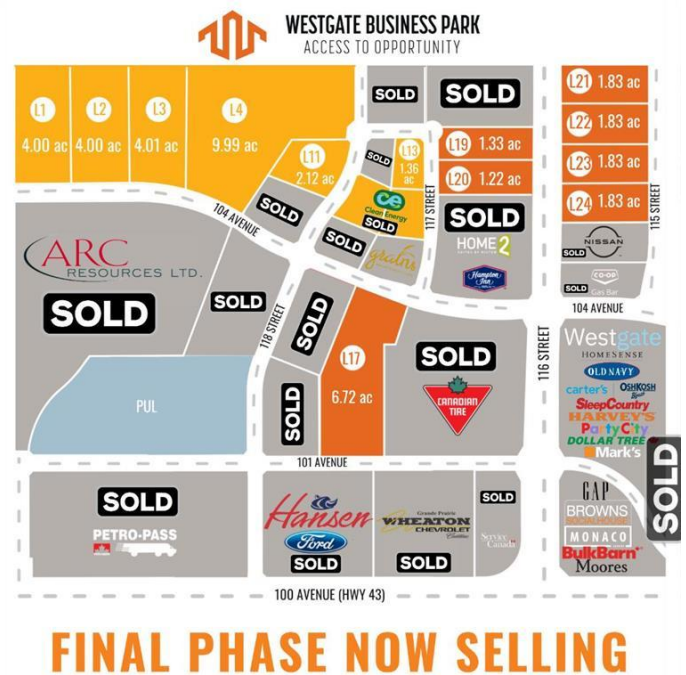 WESTGATE BUSINESS PARK
ACCESS TO OPPORTUNITY
L1
4.00 ac
L2
4.00 ac
L3
4.01 ac
L4
9.99 ac
SOLD
SOLD
L21 1.83 ac
L22 1.83 ac
L23 1.83 ac
L24 1.83 ac
115 STREET
L11
2.12 ac
SOLD
L13
1.36
ac
L19 1.33 ac
L20 1.22 ac
117 STREET
104 AVENUE
SOLD
ce
Clean Energy
SOLD
SOLD
grains
SOLD
HOME2
Hampton
Inn
SOLD
NISSAN
SOLD
CO-OP
Gas Bar
104 AVENUE
ARC
RESOURCES LTD.
SOLD
SOLD
118 STREET
SOLD
L17
6.72 ac
SOLD
CANADIAN
TIRE
116 STREET
Westgate
HOMESENSE
OLD NAVY
carter's
OSHKOSH
SleepCountry
HARVEY'S
PartyCity
DOLLAR TREE
Mark's
PUL
SOLD
101 AVENUE
SOLD
PETRO-PASS
Hansen
Ford
SOLD
Grande Prairie
WHEATON
CHEVROLET
Cadillac
SOLD
SOLD
Service
Canada
GAP
BROWNS
SOCIALHOUSE
MONACO
BulkBarn
Moores
SOLD
100 AVENUE (HWY 43)
FINAL PHASE NOW SELLING